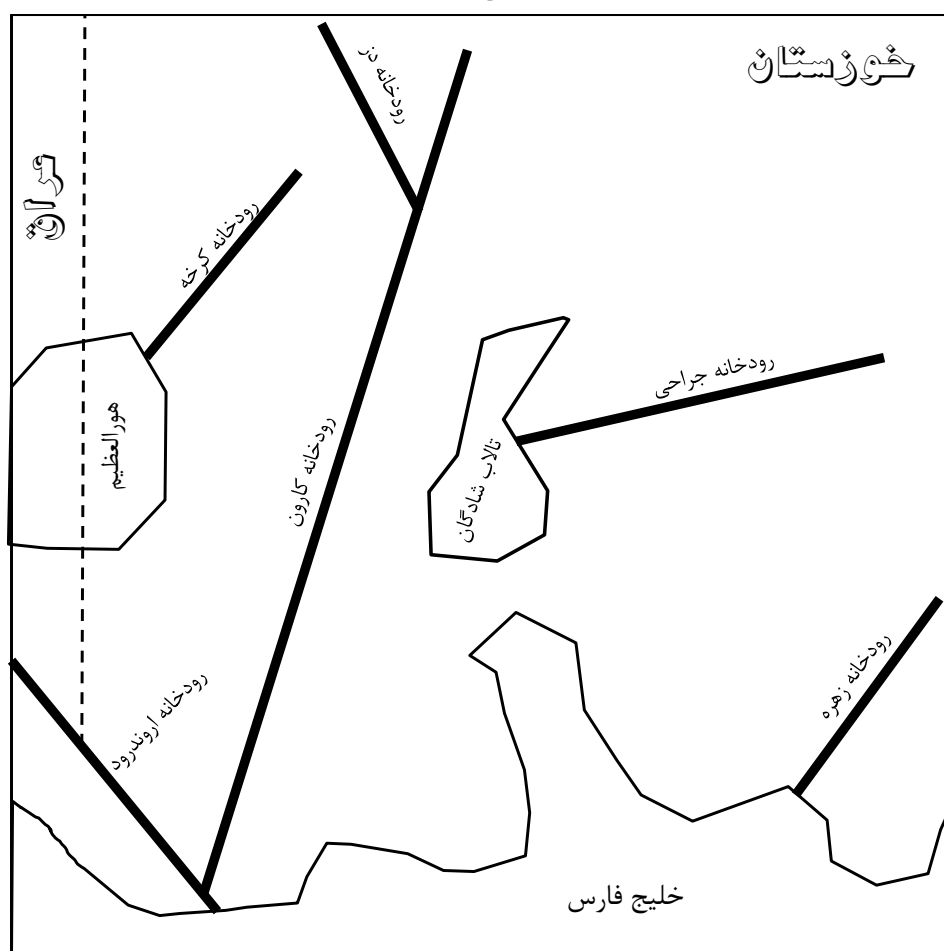 خوزستان
عراق
رودخانه دز
رودخانه کرخه
رودخانه جراحی
هورالعظیم
رودخانه کارون
تالاب شادگان
رودخانه زهره
رودخانه اروندرود
خلیج فارس